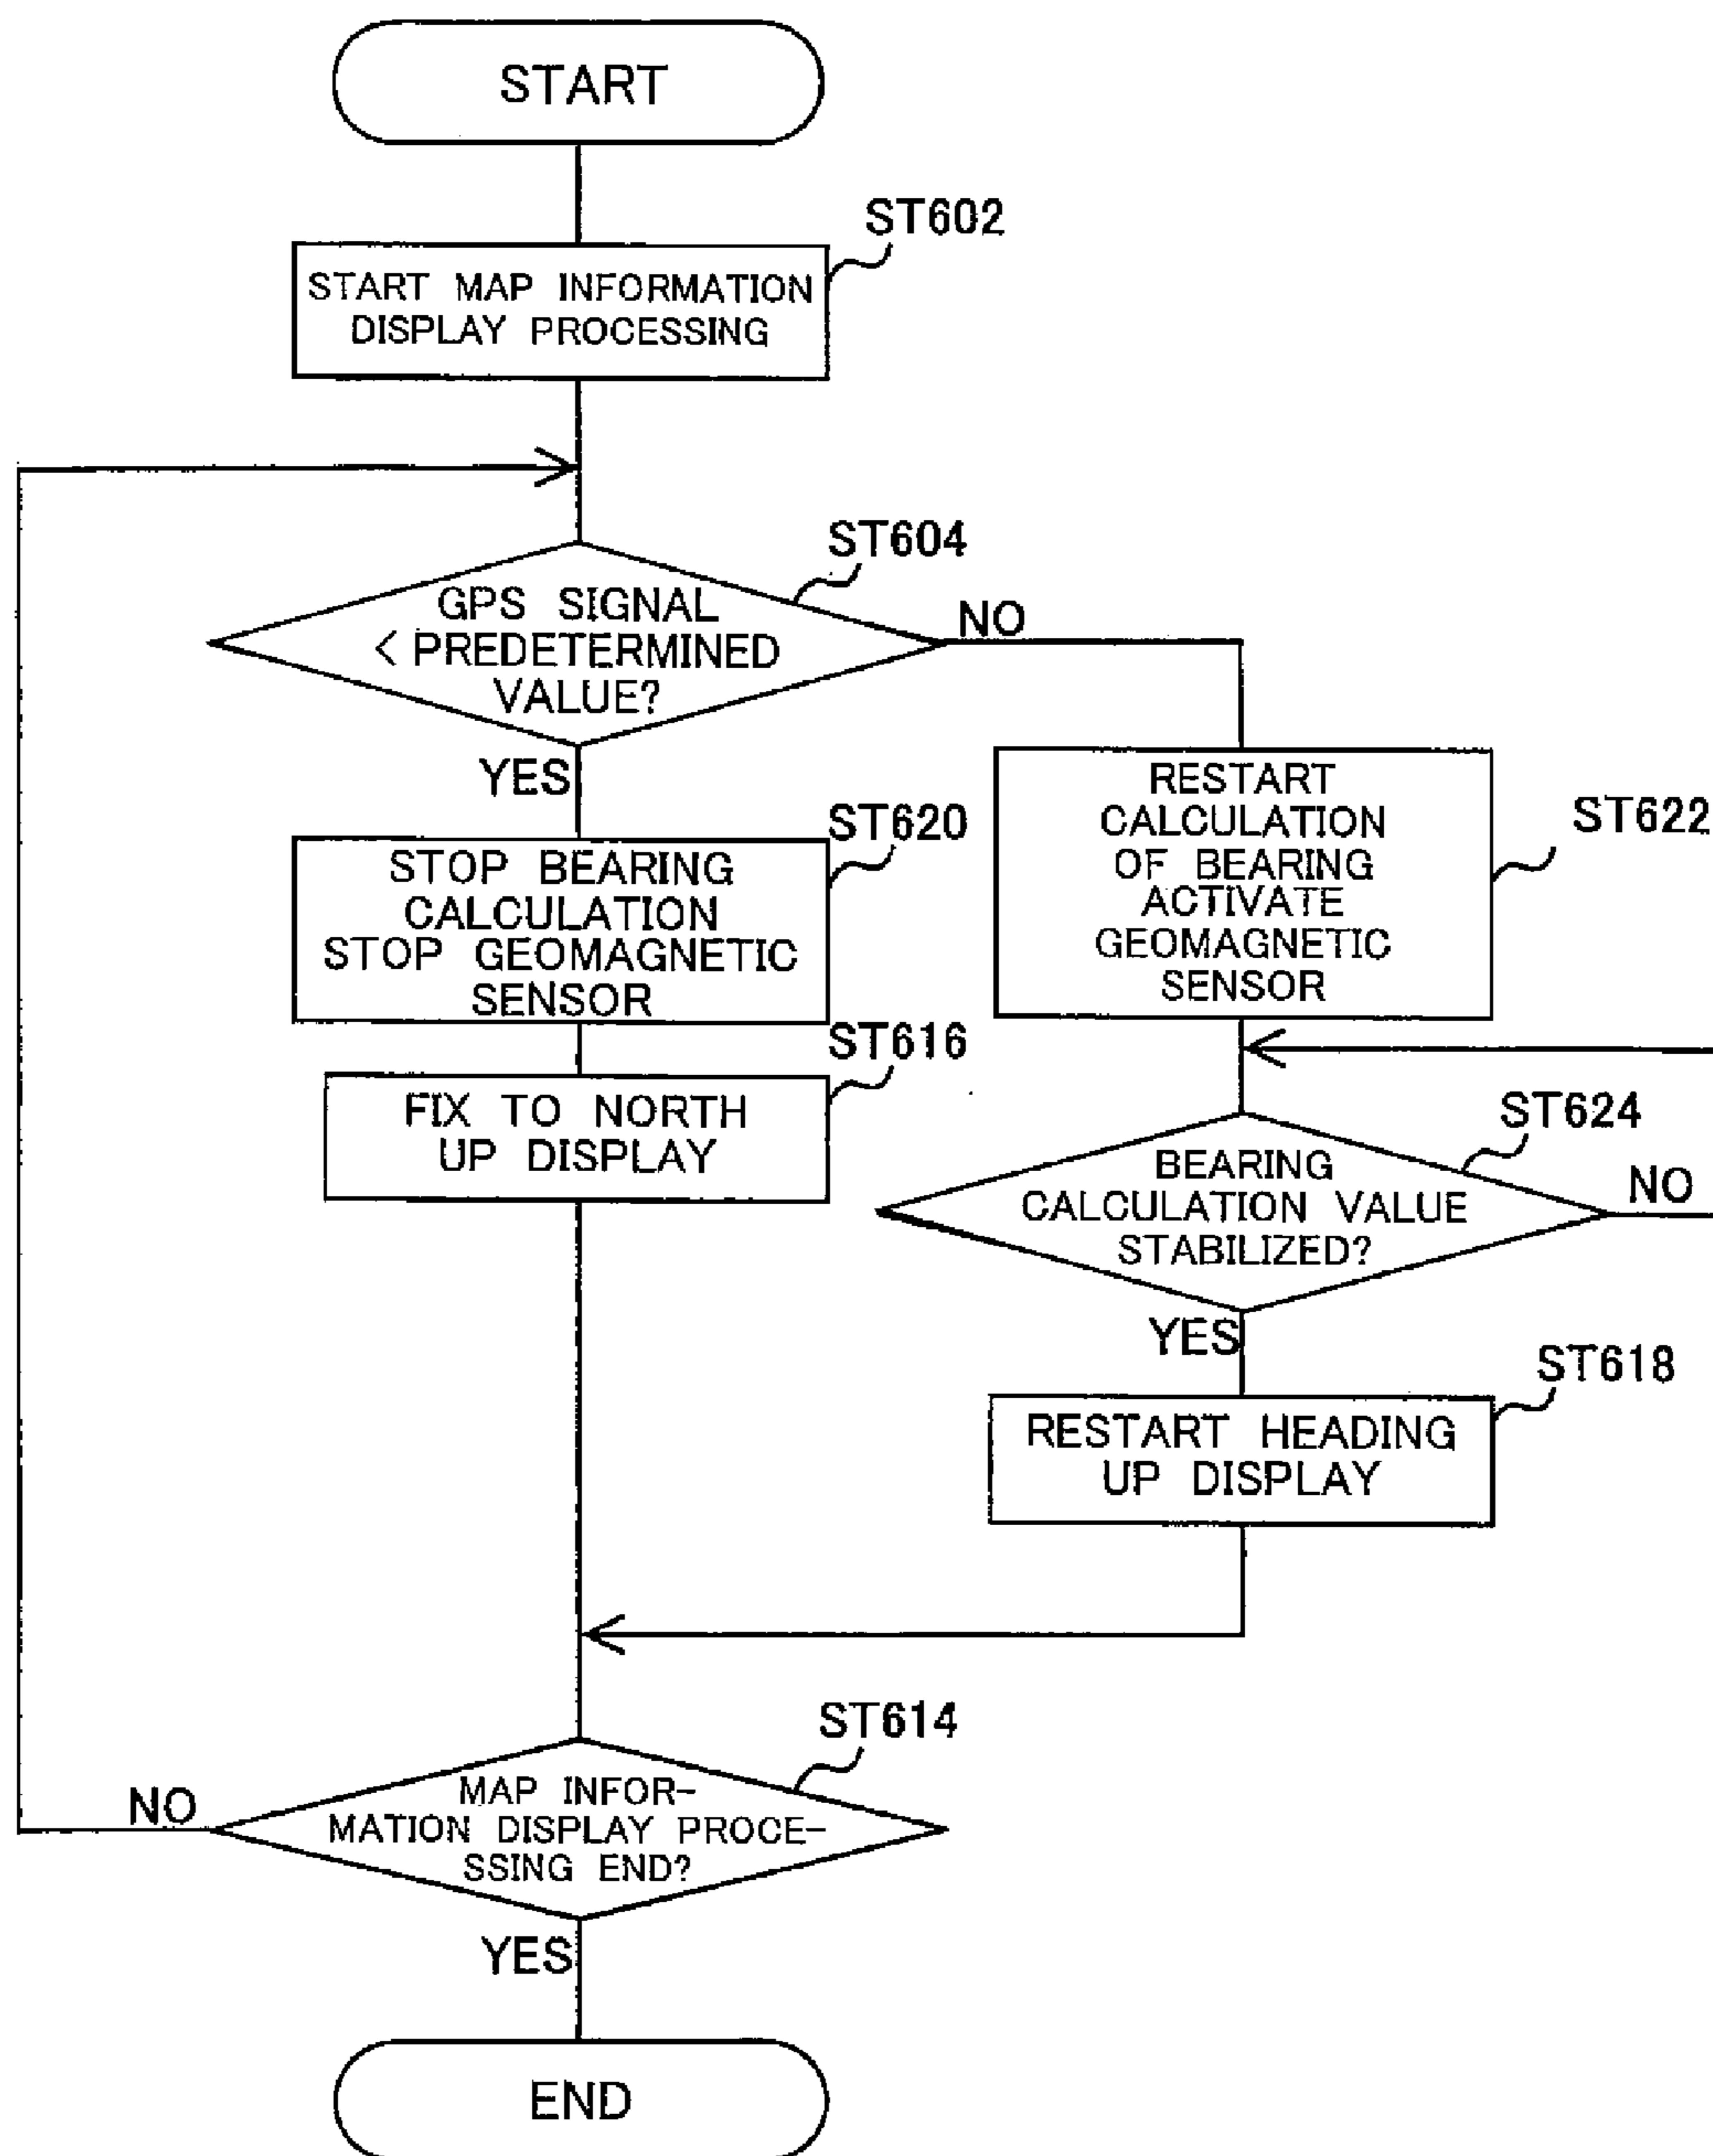 START
ST602
START MAP INFORMATION
DISPLAY PROCESSING
ST604
GPS SIGNAL
< PREDETERMINED
VALUE?
NO
YES
ST620
STOP BEARING
CALCULATION
STOP GEOMAGNETIC
SENSOR
ST622
RESTART
CALCULATION
OF BEARING
ACTIVATE
GEOMAGNETIC
SENSOR
ST616
FIX TO NORTH
UP DISPLAY
ST624
BEARING
CALCULATION VALUE
STABILIZED?
NO
YES
ST618
RESTART HEADING
UP DISPLAY
ST614
MAP INFOR-
MATION DISPLAY PROCE-
SSING END?
NO
YES
END